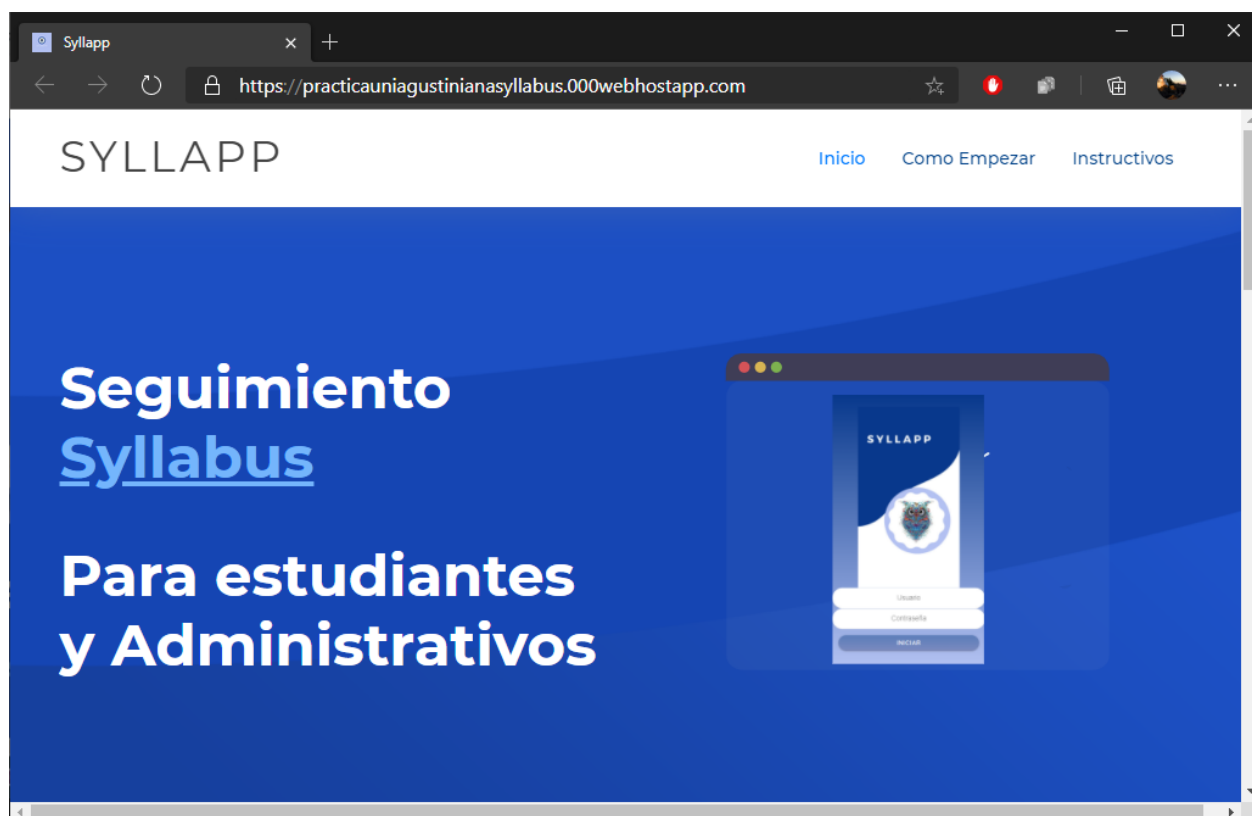 Syllapp
https://practicauniagustinianasyllabus.000webhostapp.com
SYLLAPP
Inicio Como Empezar Instructivos
Seguimiento
Syllabus
Para estudiantes
y Administrativos
SYLLAPP
Usuario
Contraseña
INICIAR